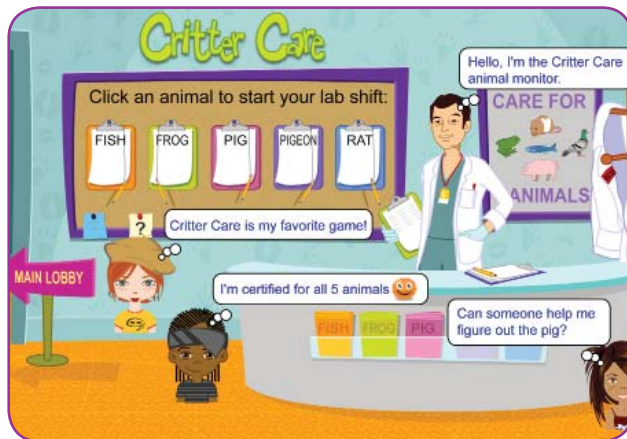 Critter Care
Hello, I'm the Critter Care
animal monitor.
Click an animal to start your lab shift:
CARE FOR
ANIMALS
FISH
FROG
PIG
PIGEON
RAT
?
Critter Care is my favorite game!
MAIN LOBBY
I'm certified for all 5 animals
Can someone help me
figure out the pig?
FISH
FROG
PIG